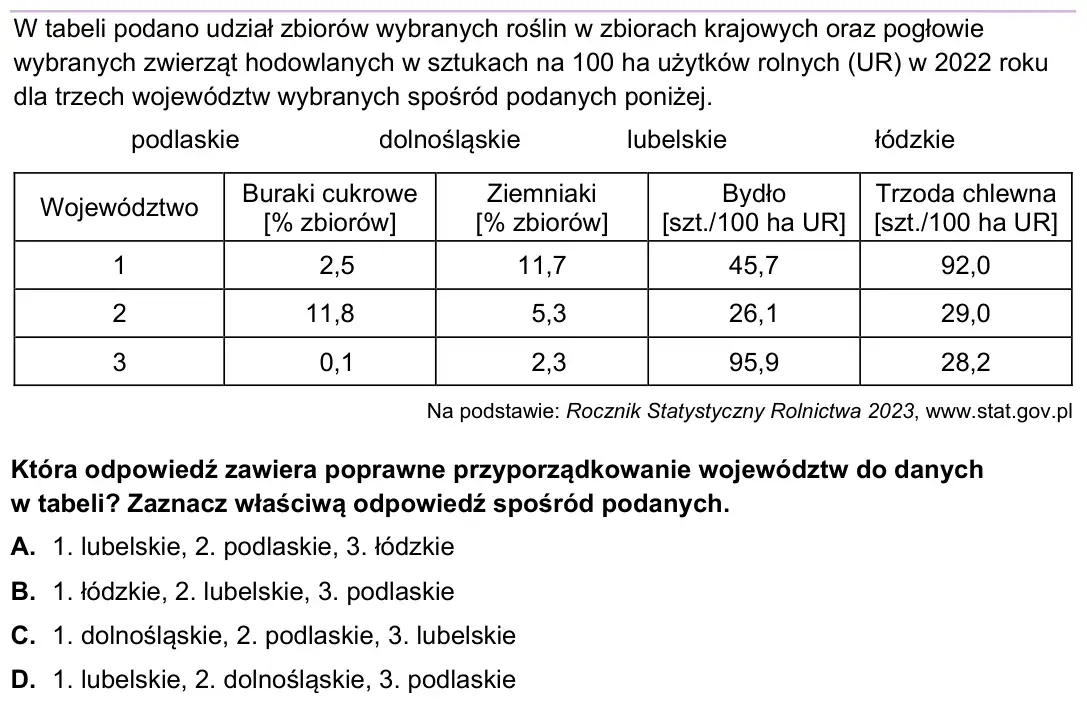 W tabeli podano udział zbiorów wybranych roślin w zbiorach krajowych oraz pogłowie
wybranych zwierząt hodowlanych w sztukach na 100 ha użytków rolnych (UR) w 2022 roku
dla trzech województw wybranych spośród podanych poniżej.
podlaskie dolnośląskie lubelskie łódzkie
Województwo Buraki cukrowe [% zbiorów] Ziemniaki [% zbiorów] Bydło [szt./100 ha UR] Trzoda chlewna [szt./100 ha UR]
1 2,5 11,7 45,7 92,0
2 11,8 5,3 26,1 29,0
3 0,1 2,3 95,9 28,2
Na podstawie: Rocznik Statystyczny Rolnictwa 2023, www.stat.gov.pl
Która odpowiedź zawiera poprawne przyporządkowanie województw do danych
w tabeli? Zaznacz właściwą odpowiedź spośród podanych.
A. 1. lubelskie, 2. podlaskie, 3. łódzkie
B. 1. łódzkie, 2. lubelskie, 3. podlaskie
C. 1. dolnośląskie, 2. podlaskie, 3. lubelskie
D. 1. lubelskie, 2. dolnośląskie, 3. podlaskie